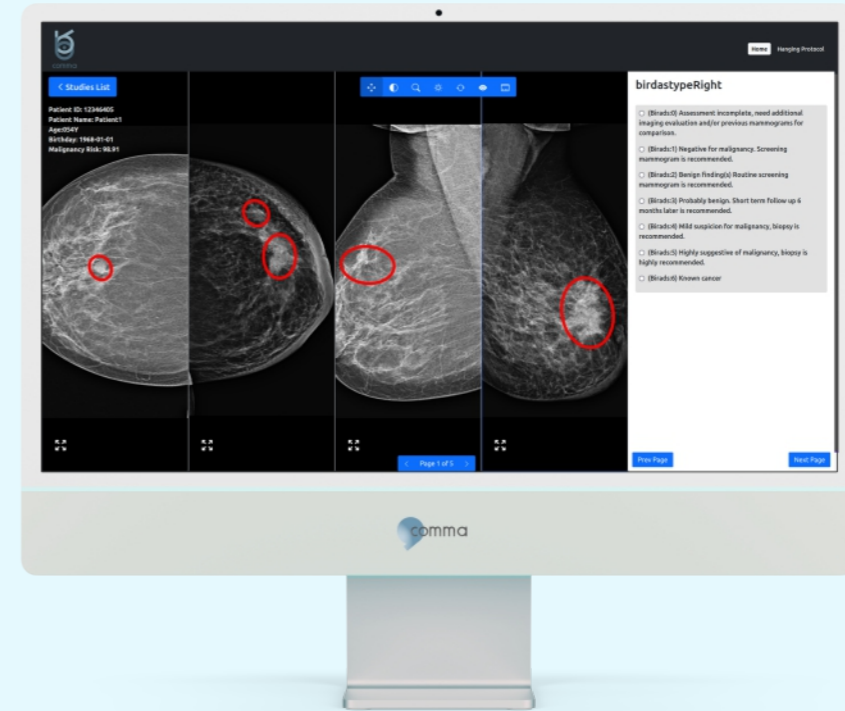 comma
Home
Hanging Protocol
< Studies List
Patient ID: 12346405
Patient Name: Patient1
Age:054Y
Birthday: 1968-01-01
Malignancy Risk: 98.91
birdastypeRight
(Birads:0) Assessment incomplete, need additional
imaging evaluation and/or previous mammograms for
comparison.
(Birads:1) Negative for malignancy. Screening
mammogram is recommended.
(Birads:2) Benign finding(s) Routine screening
mammogram is recommended.
(Birads:3) Probably benign. Short term follow up 6
months later is recommended.
(Birads:4) Mild suspicion for malignancy, biopsy is
recommended.
(Birads:5) Highly suggestive of malignancy, biopsy is
highly recommended.
(Birads:6) Known cancer
< Page 1 of 5 >
Prev Page
Next Page
comma